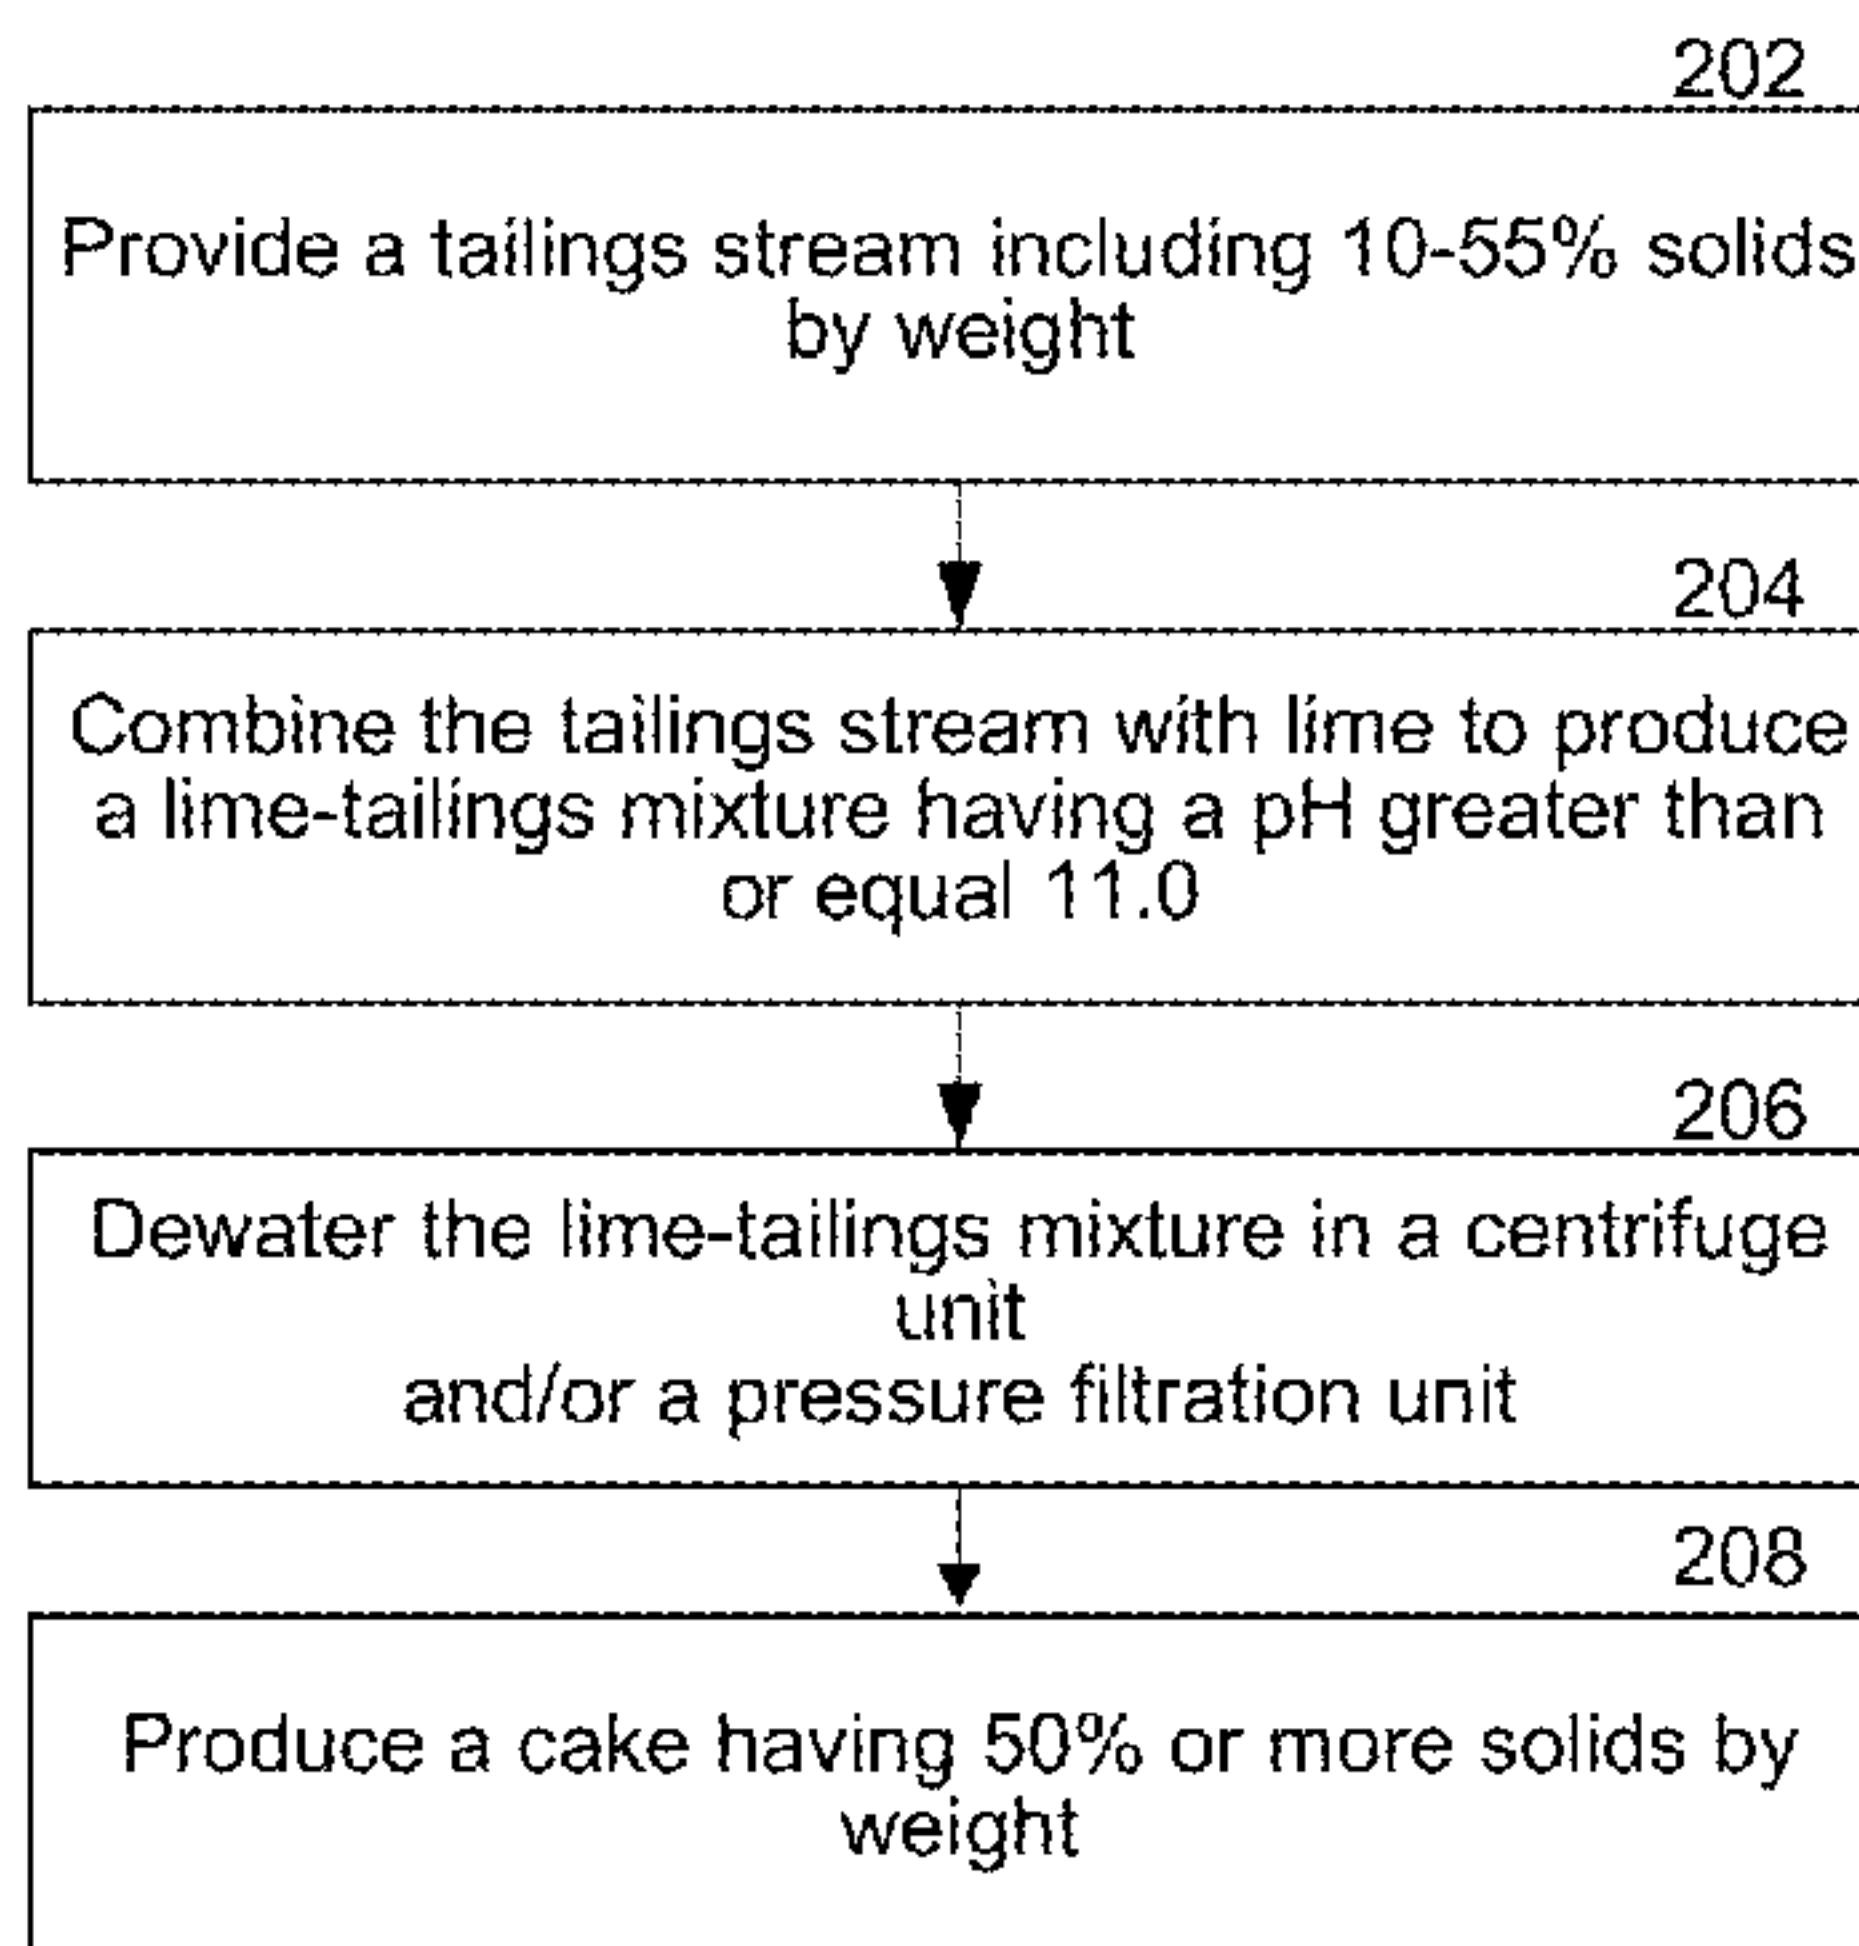 202
Provide a tailings stream including 10-55% solids
by weight
204
Combine the tailings stream with lime to produce
a lime-tailings mixture having a pH greater than
or equal 11.0
206
Dewater the lime-tailings mixture in a centrifuge
unit
and/or a pressure filtration unit
208
Produce a cake having 50% or more solids by
weight